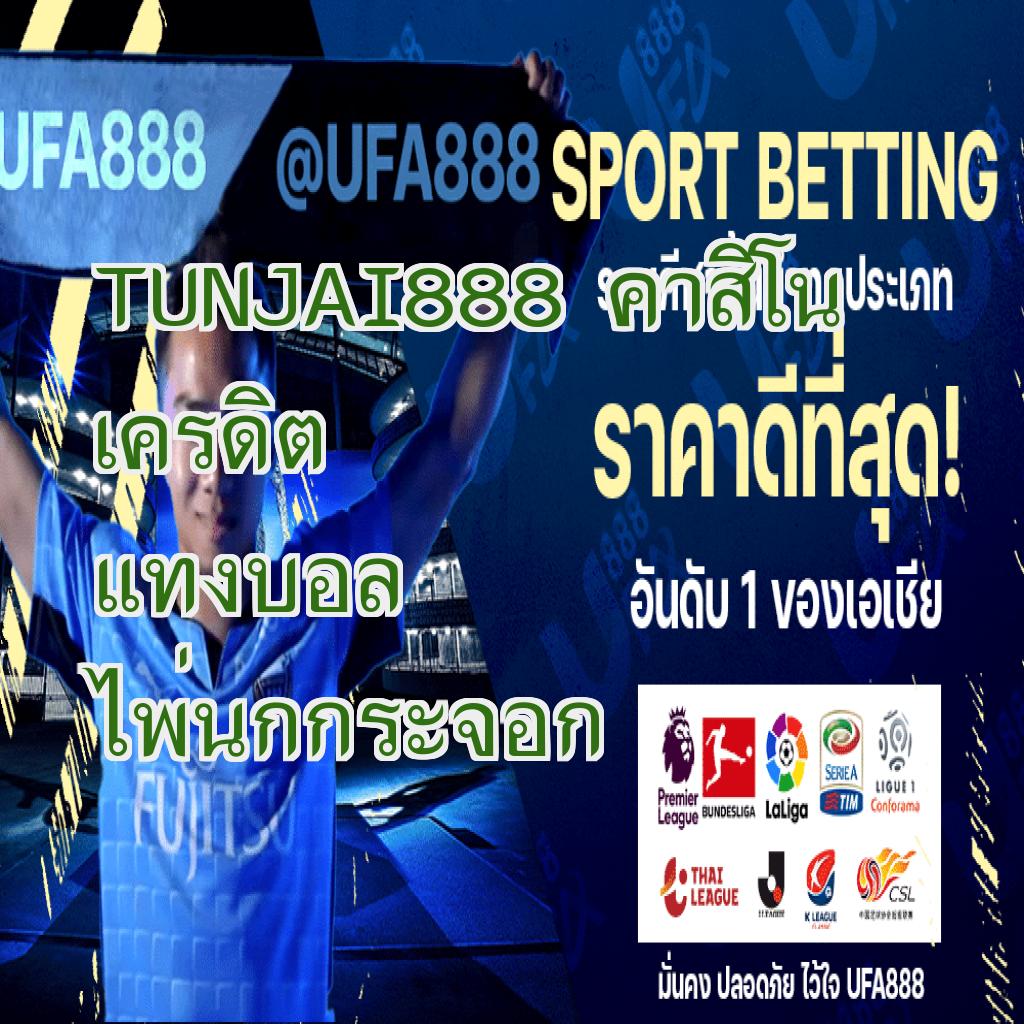 UFA888
@UFA888
SPORT BETTING
TUNJAI888 คาสิโน
ประเภท
เครดิต
ราคาดีที่สุด!
แทงบอล
อันดับ 1 ของเอเชีย
ไพ่นกกระจอก
FUJITSU
Premier
League
BUNDESLIGA
LaLiga
SERIE A
TIM
LIGUE 1
Conforama
THAI
LEAGUE
J.LEAGUE
K LEAGUE
CSL
มั่นคง ปลอดภัย ไว้ใจ UFA888